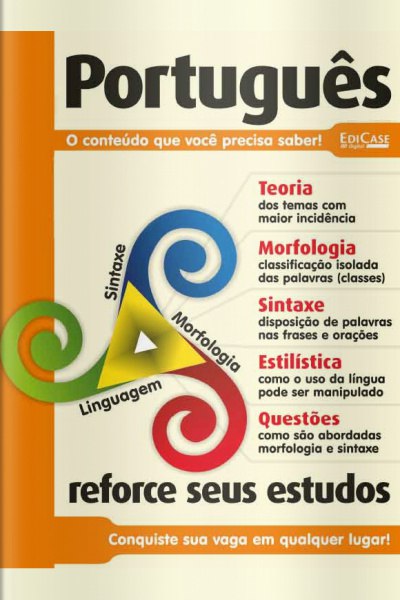 Português
O conteúdo que você precisa saber!
EDICASE
Teoria
dos temas com
maior incidência
Morfologia
classificação isolada
das palavras (classes)
Sintaxe
disposição de palavras
nas frases e orações
Estilística
como o uso da língua
pode ser manipulado
Questões
como são abordadas
morfologia e sintaxe
Sintaxe
Morfologia
Linguagem
reforce seus estudos
Conquiste sua vaga em qualquer lugar!